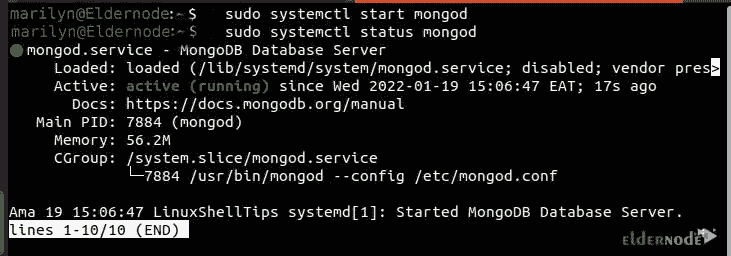 marilyn@Eldernode:~$ sudo systemctl start mongod
marilyn@Eldernode:~$ sudo systemctl status mongod
● mongod.service - MongoDB Database Server
Loaded: loaded (/lib/systemd/system/mongod.service; disabled; vendor pres>
Active: active (running) since Wed 2022-01-19 15:06:47 EAT; 17s ago
Docs: https://docs.mongodb.org/manual
Main PID: 7884 (mongod)
Memory: 56.2M
CGroup: /system.slice/mongod.service
└─7884 /usr/bin/mongod --config /etc/mongod.conf
Ama 19 15:06:47 LinuxShellTips systemd[1]: Started MongoDB Database Server.
lines 1-10/10 (END)
ELDERNODE